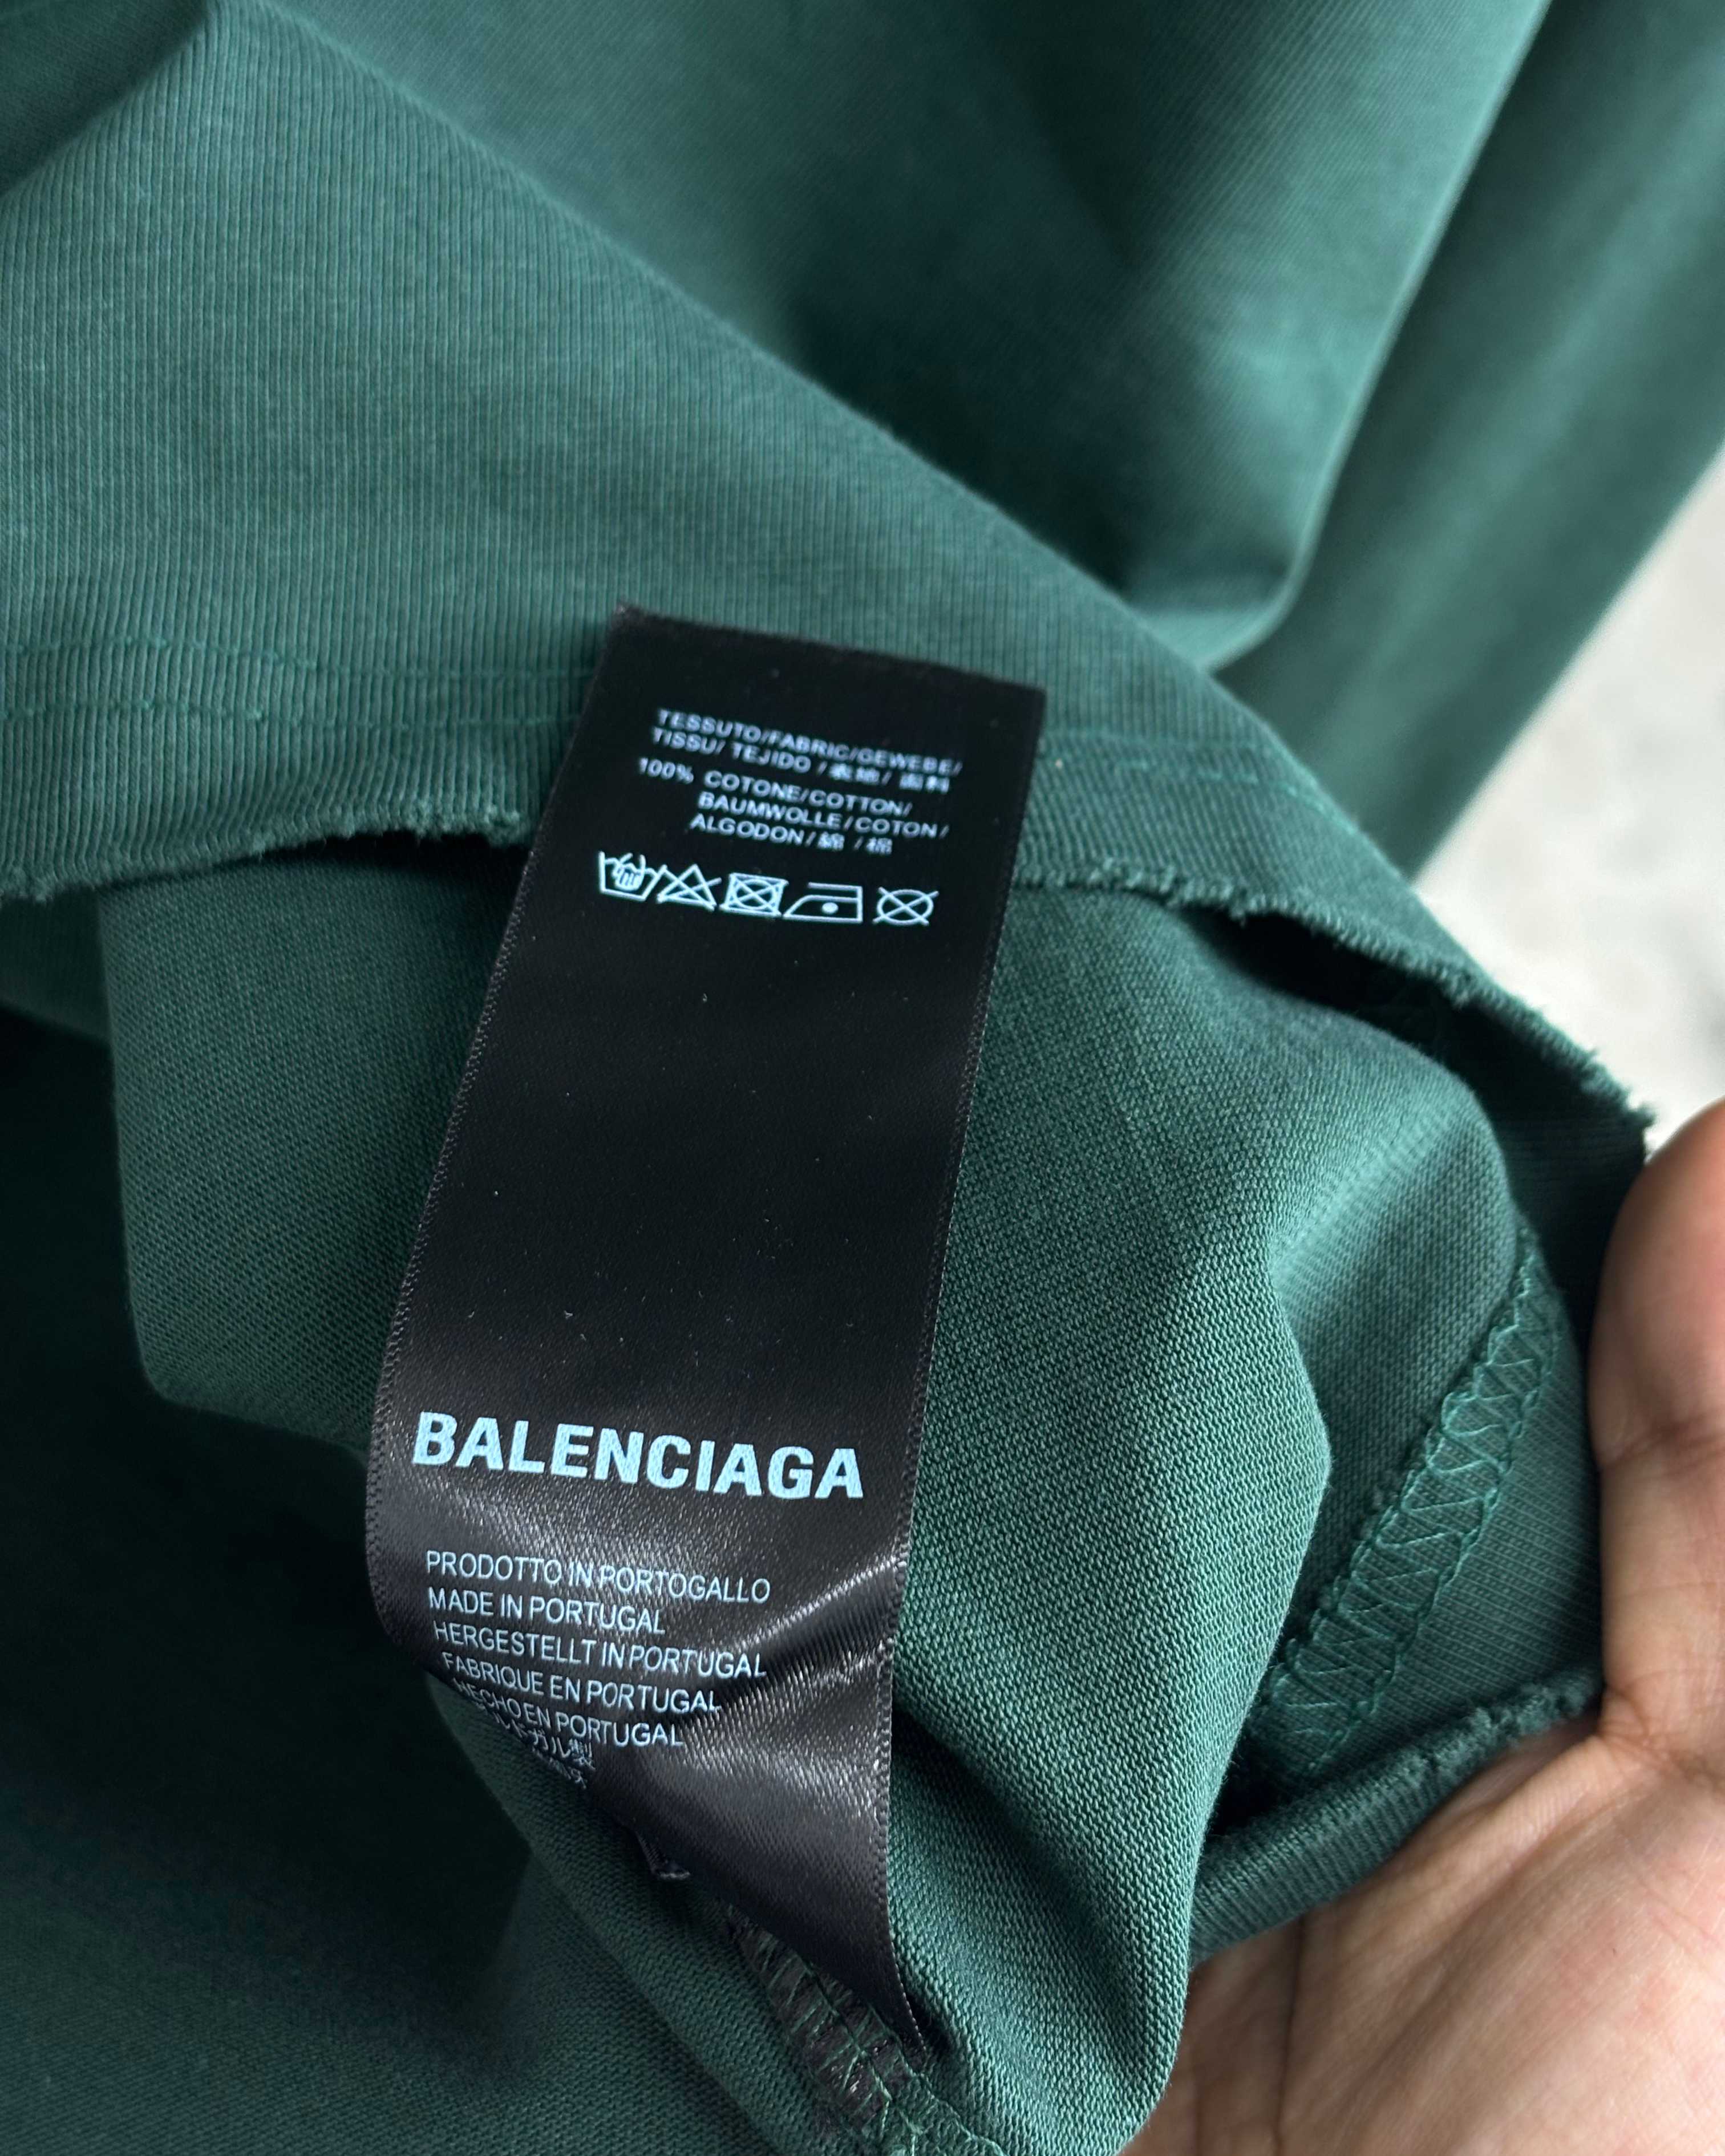 TESSUTO/FABRIC/GEWEBE/
TISSU/ TEJIDO / 表地/ 面料
100% COTONE/COTTON/
BAUMWOLLE/COTON/
ALGODON/ 綿 / 棉
BALENCIAGA
PRODOTTO IN PORTOGALLO
MADE IN PORTUGAL
HERGESTELLT IN PORTUGAL
FABRIQUE EN PORTUGAL
HECHO EN PORTUGAL